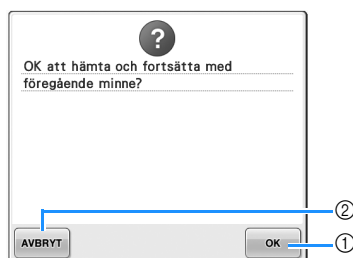 ?
OK att hämta och fortsätta med
föregående minne?
②
AVBRYT OK ①